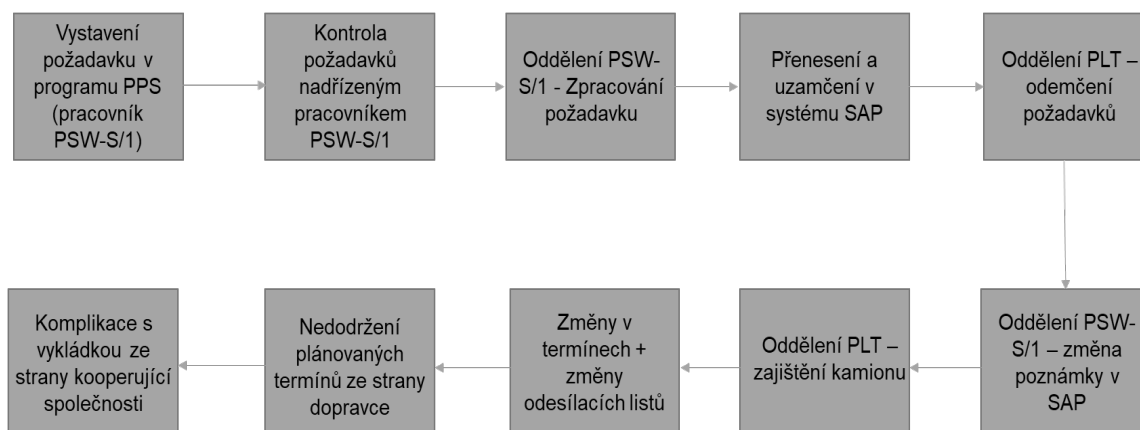 Vystavení
požadavku v
programu PPS
(pracovník
PSW-S/1)
Kontrola
požadavků
nadřízeným
pracovníkem
PSW-S/1
Oddělení PSW-
S/1 - Zpracování
požadavku
Přenesení a
uzamčení v
systému SAP
Oddělení PLT –
odemčení
požadavků
Oddělení PSW-
S/1 – změna
poznámky v
SAP
Oddělení PLT –
zajištění kamionu
Změny v
termínech +
změny
odesílacích listů
Nedodržení
plánovaných
termínů ze strany
dopravce
Komplikace s
vykládkou ze
strany kooperující
společnosti